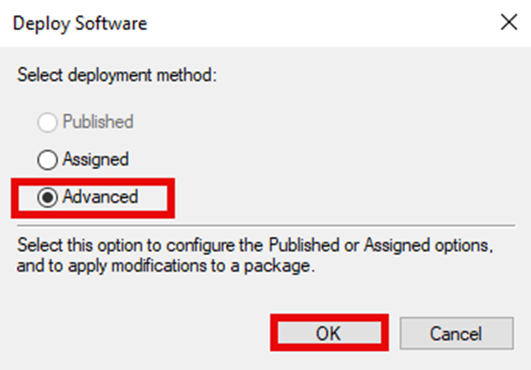 Deploy Software
Select deployment method:
Published
Assigned
Advanced
Select this option to configure the Published or Assigned options,
and to apply modifications to a package.
OK
Cancel